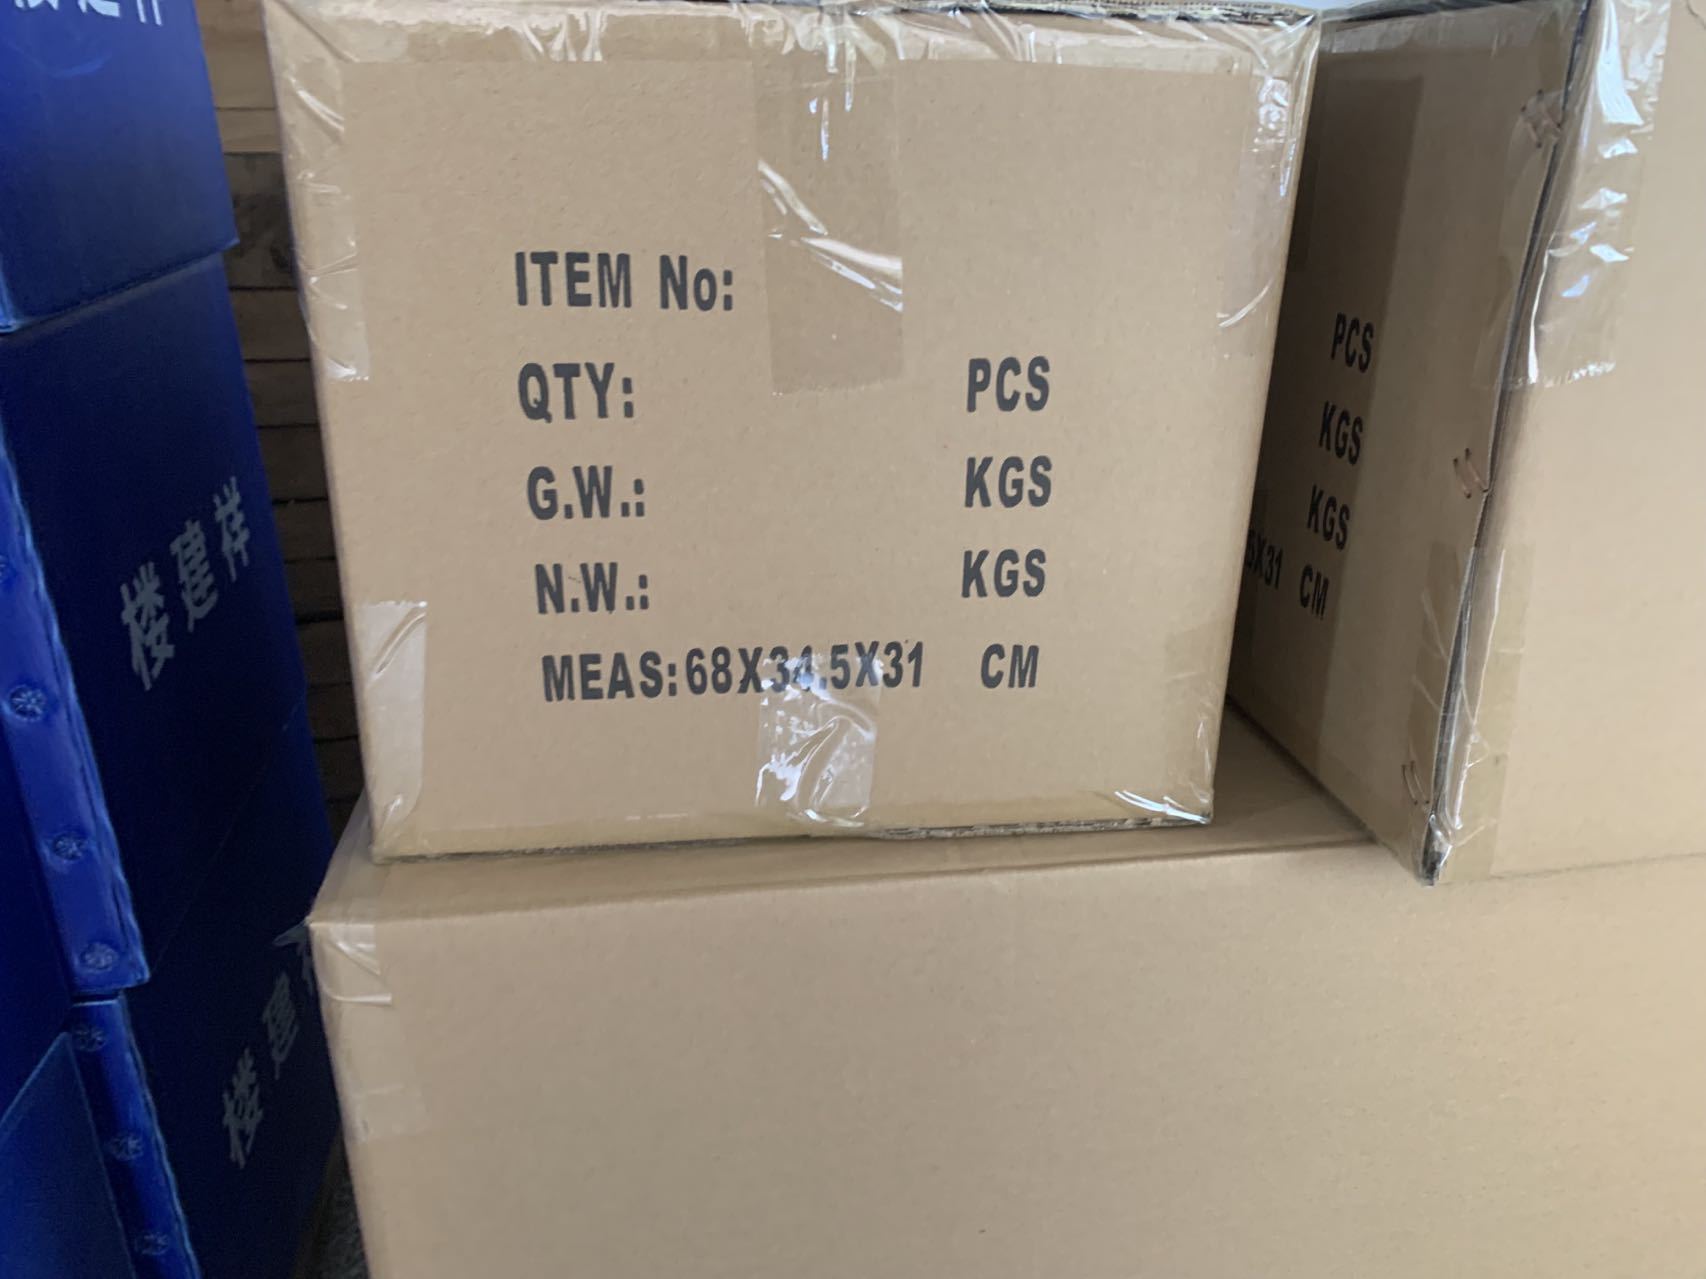 ITEM No:
QTY: PCS
G.W.: KGS
N.W.: KGS
MEAS:68X34.5X31 CM
PCS
KGS
KGS
5X31 CM
楼建祥
楼建